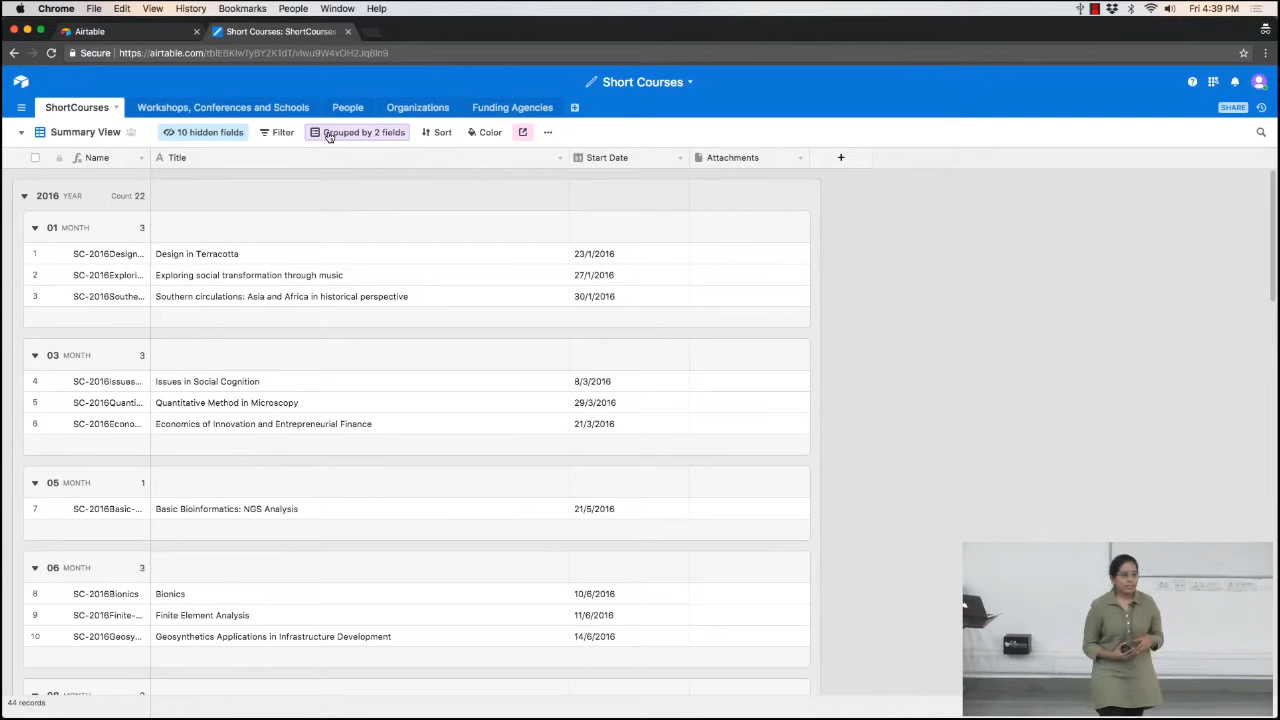 Chrome File Edit View History Bookmarks People Window Help Fri 4:39 PM
Airtable Short Courses: ShortCourses
Secure https://airtable.com/
Short Courses
ShortCourses Workshops, Conferences and Schools People Organizations Funding Agencies SHARE
Summary View 10 hidden fields Filter Grouped by 2 fields Sort Color
Name Title Start Date Attachments
2016 YEAR Count 22
01 MONTH 3
1 SC-2016Design... Design in Terracotta 23/1/2016
2 SC-2016Explori... Exploring social transformation through music 27/1/2016
3 SC-2016Southe... Southern circulations: Asia and Africa in historical perspective 30/1/2016
03 MONTH 3
4 SC-2016Issues... Issues in Social Cognition 8/3/2016
5 SC-2016Quanti... Quantitative Method in Microscopy 29/3/2016
6 SC-2016Econo... Economics of Innovation and Entrepreneurial Finance 21/3/2016
05 MONTH 1
7 SC-2016Basic-... Basic Bioinformatics: NGS Analysis 21/5/2016
06 MONTH 3
8 SC-2016Bionics Bionics 10/6/2016
9 SC-2016Finite-... Finite Element Analysis 11/6/2016
10 SC-2016Geosy... Geosynthetics Applications in Infrastructure Development 14/6/2016
44 records